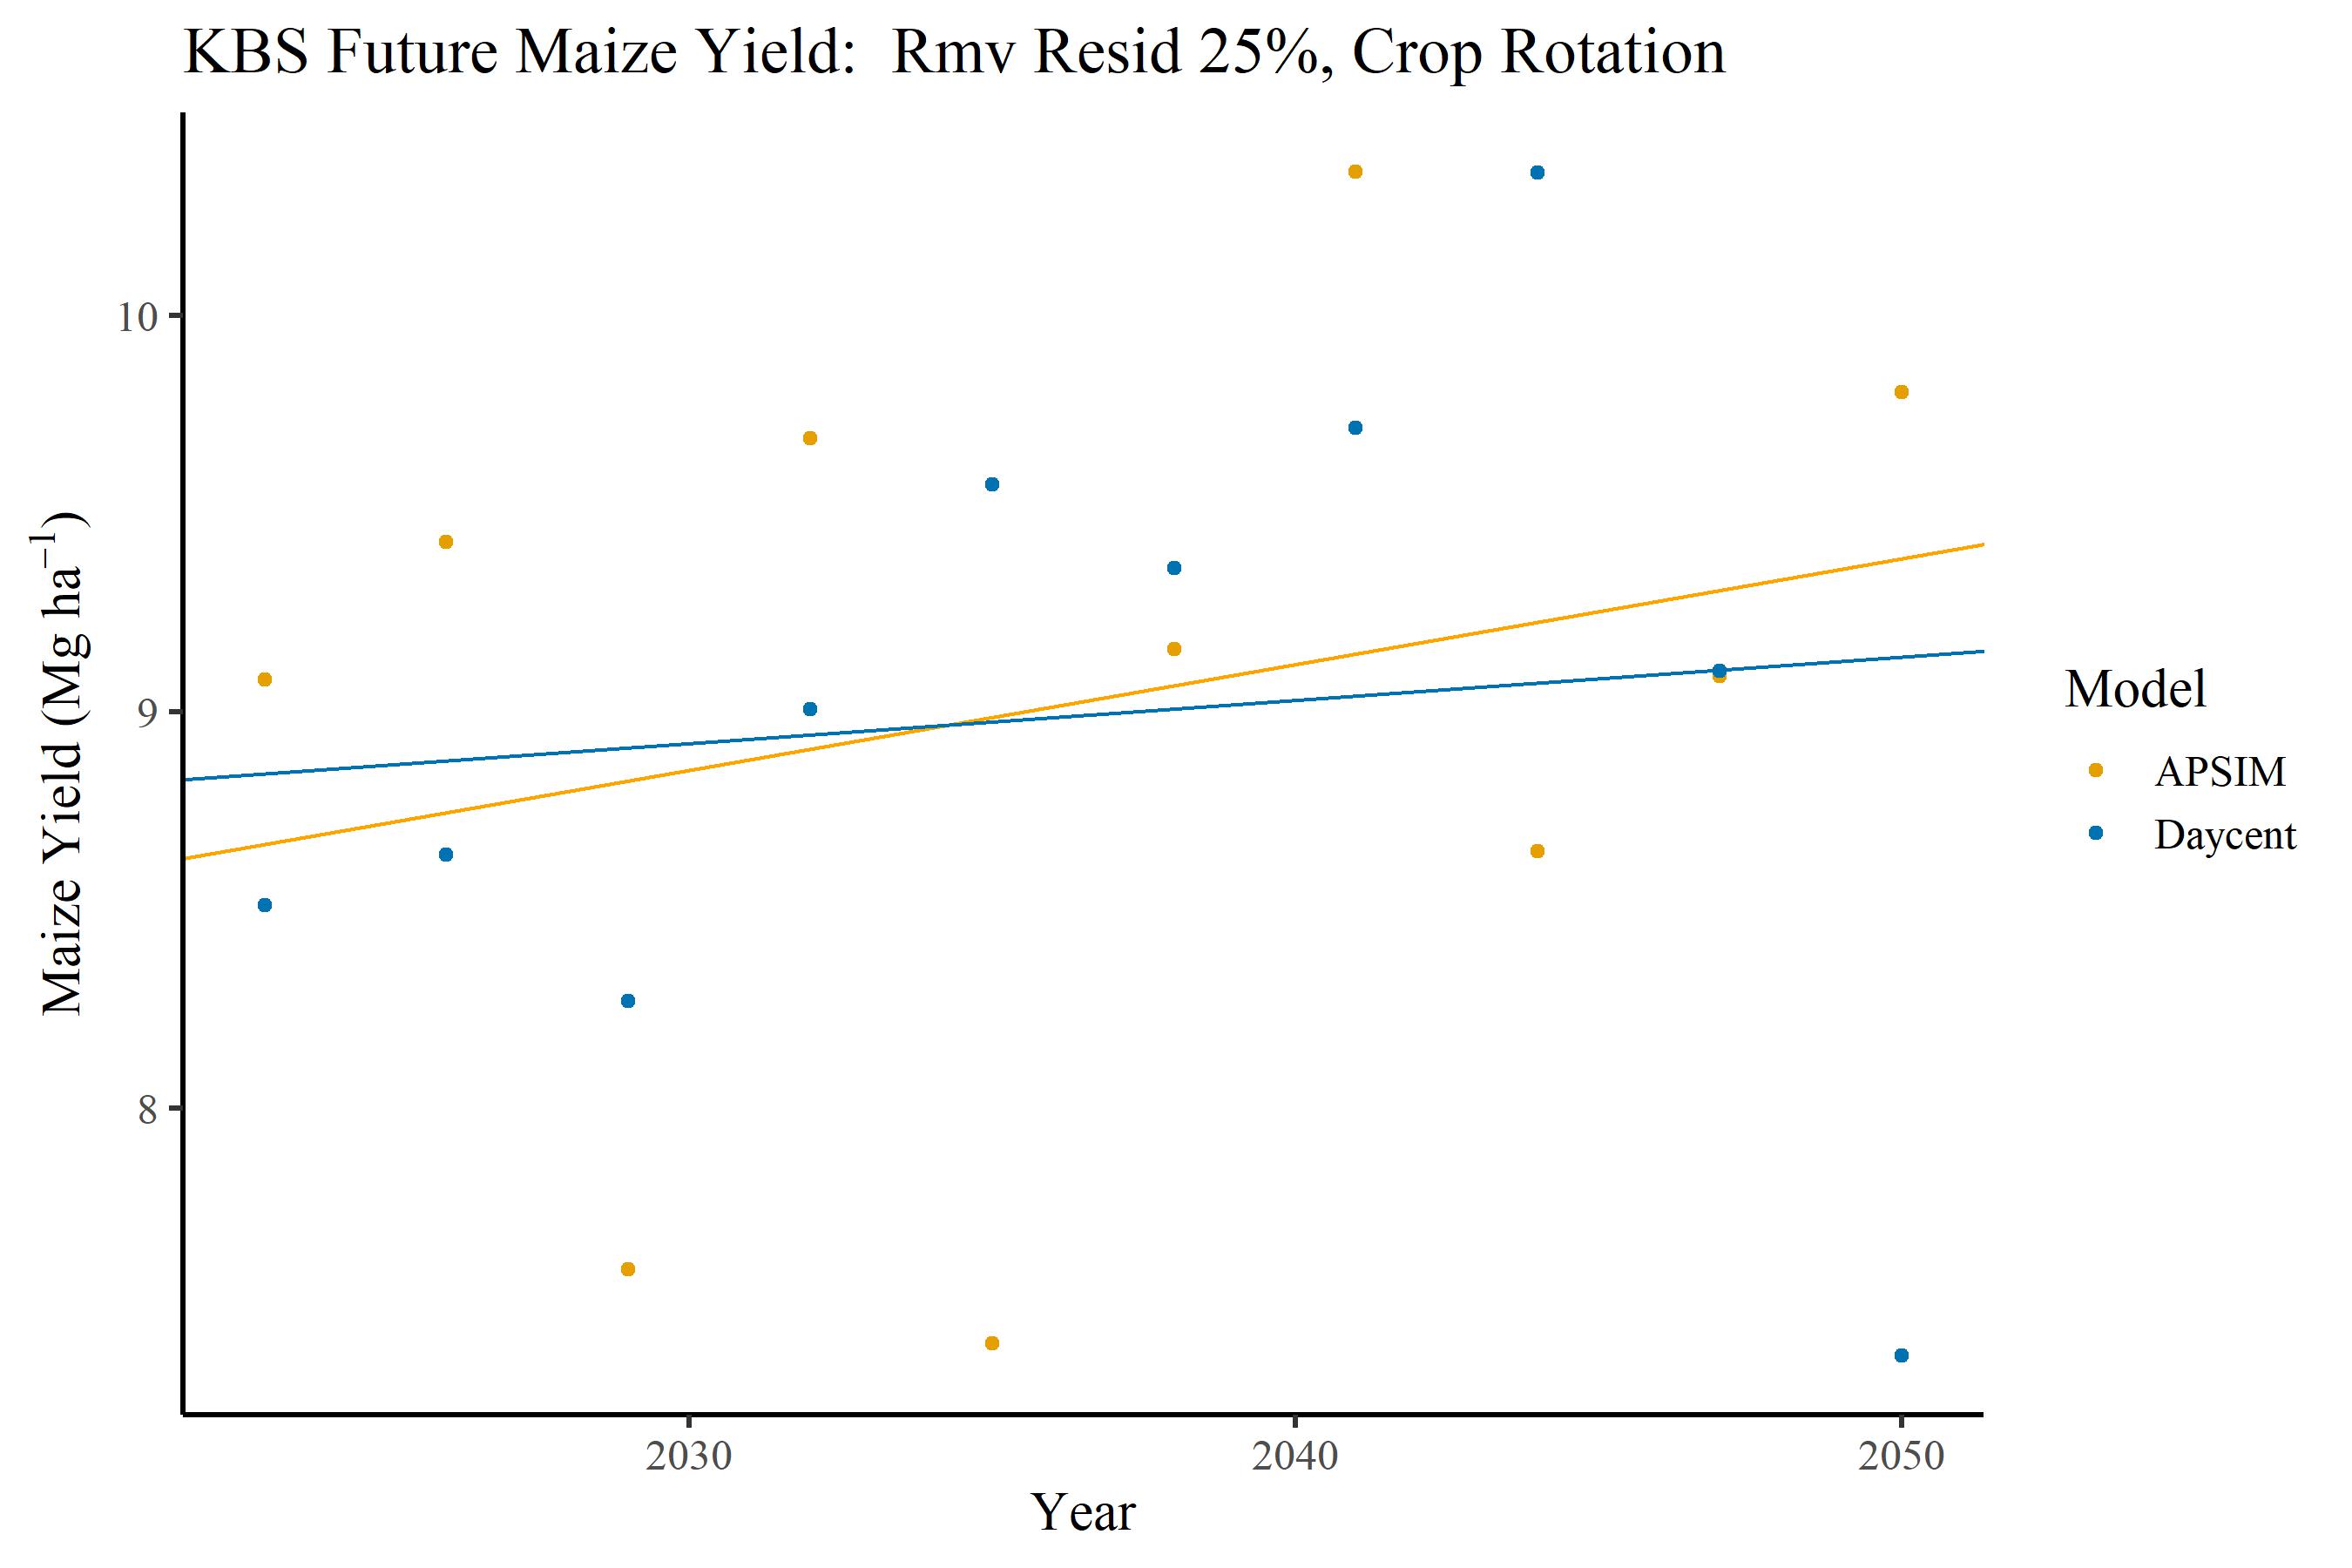 KBS Future Maize Yield:  Rmv Resid 25%, Crop Rotation
Maize Yield (Mg ha⁻¹)
10
9
8
2030
2040
2050
Year
Model
APSIM
Daycent